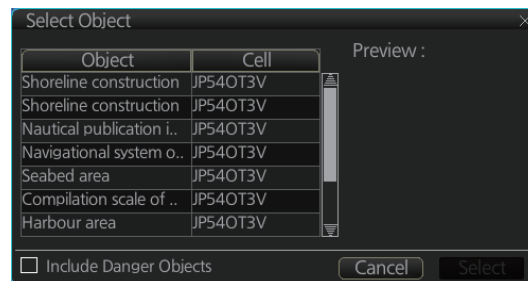 Select Object
Object Cell Preview :
Shoreline construction JP54OT3V
Shoreline construction JP54OT3V
Nautical publication i.. JP54OT3V
Navigational system o.. JP54OT3V
Seabed area JP54OT3V
Compilation scale of .. JP54OT3V
Harbour area JP54OT3V
Include Danger Objects Cancel Select